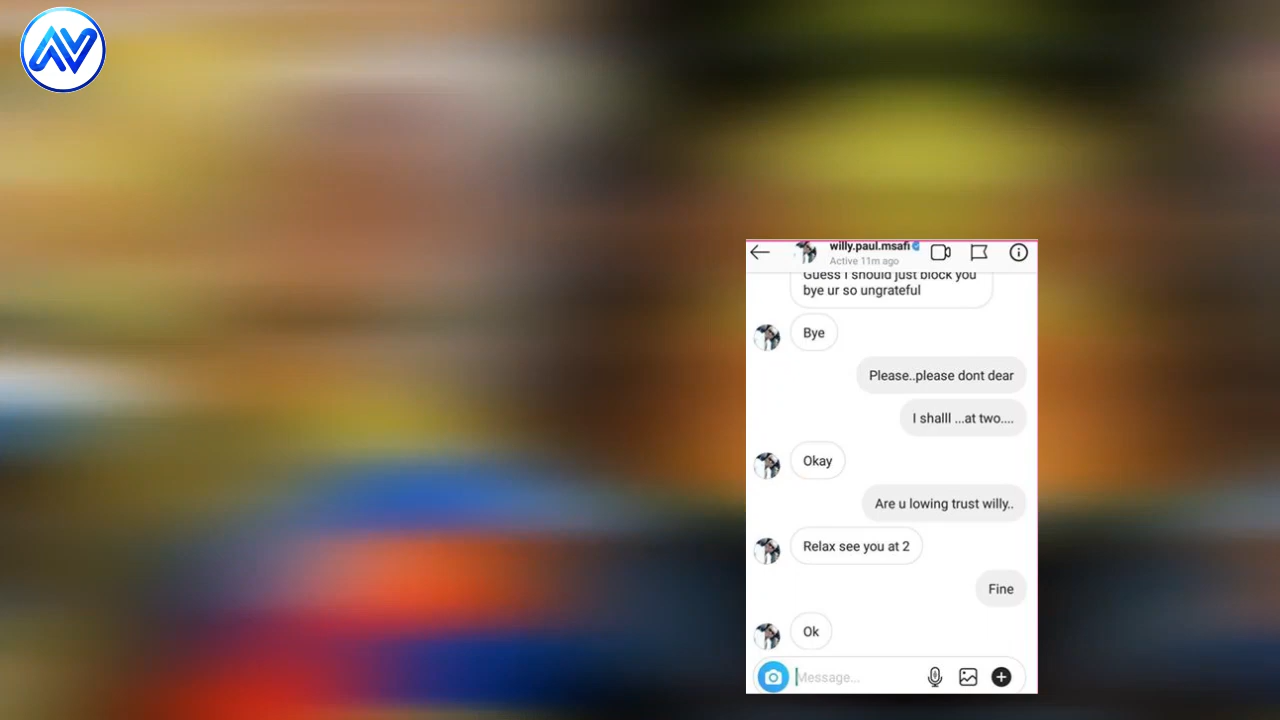 AV
willy.paul.msafi
Active 11m ago
Guess I should just block you
bye ur so ungrateful
Bye
Please..please dont dear
I shalll ...at two....
Okay
Are u lowing trust willy..
Relax see you at 2
Fine
Ok
Message...